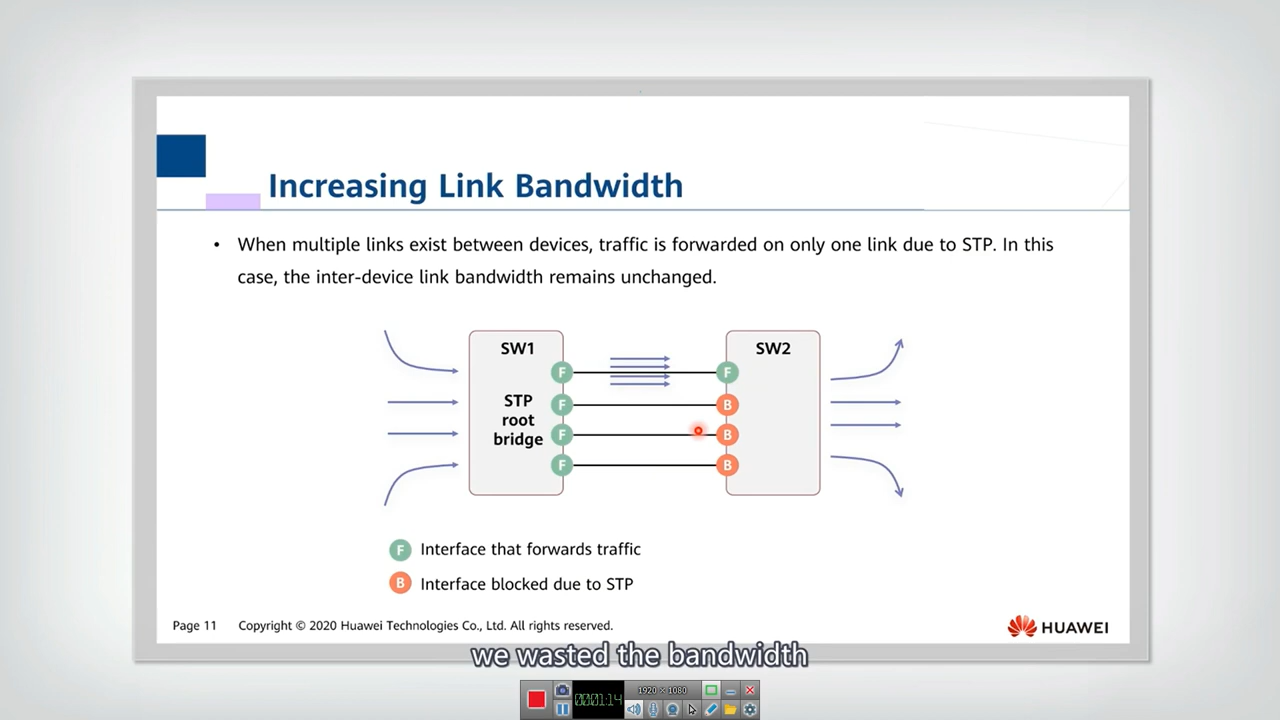 Increasing Link Bandwidth
• When multiple links exist between devices, traffic is forwarded on only one link due to STP. In this
case, the inter-device link bandwidth remains unchanged.
SW1
SW2
F
F
STP
root
bridge
F
B
F
B
F
B
F Interface that forwards traffic
B Interface blocked due to STP
Page 11 Copyright © 2020 Huawei Technologies Co., Ltd. All rights reserved.
HUAWEI
we wasted the bandwidth
1920 × 1080
00:01:14